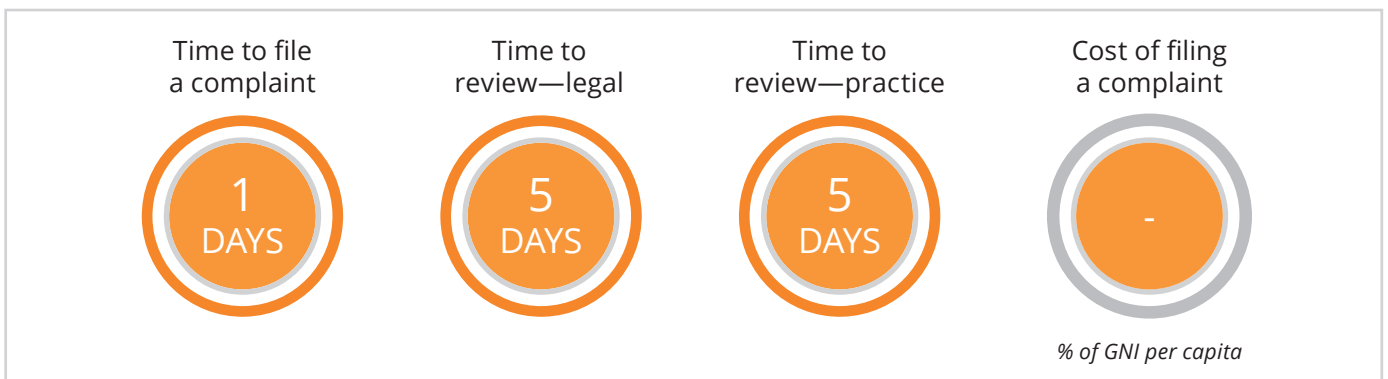 Time to file
a complaint
1
DAYS
Time to
review—legal
5
DAYS
Time to
review—practice
5
DAYS
Cost of filing
a complaint
-
% of GNI per capita